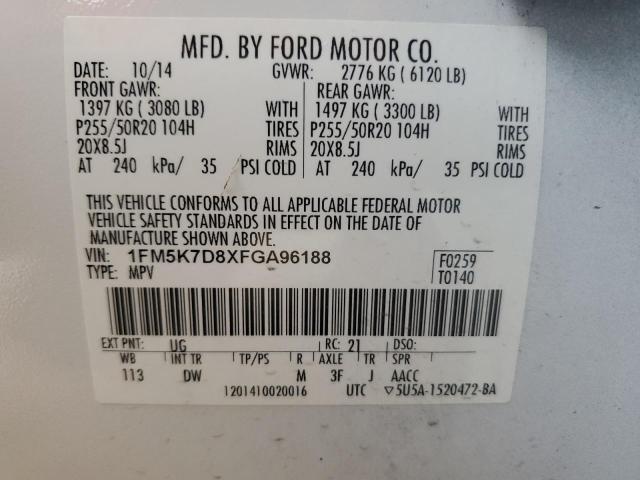 MFD. BY FORD MOTOR CO.
DATE: 10/14 GVWR: 2776 KG ( 6120 LB)
FRONT GAWR: REAR GAWR:
1397 KG ( 3080 LB) WITH 1497 KG ( 3300 LB) WITH
P255/50R20 104H TIRES P255/50R20 104H TIRES
20X8.5J RIMS 20X8.5J RIMS
AT 240 kPa/ 35 PSI COLD AT 240 kPa/ 35 PSI COLD
THIS VEHICLE CONFORMS TO ALL APPLICABLE FEDERAL MOTOR
VEHICLE SAFETY STANDARDS IN EFFECT ON THE DATE OF
MANUFACTURE SHOWN ABOVE.
VIN: 1FM5K7D8XFGA96188 F0259
TYPE: MPV T0140
EXT PNT: UG RC: 21 DSO:
WB INT TR TP/PS R AXLE TR SPR
113 DW M 3F J AACC
1201410020016 UTC ▽5U5A-1520472-BA